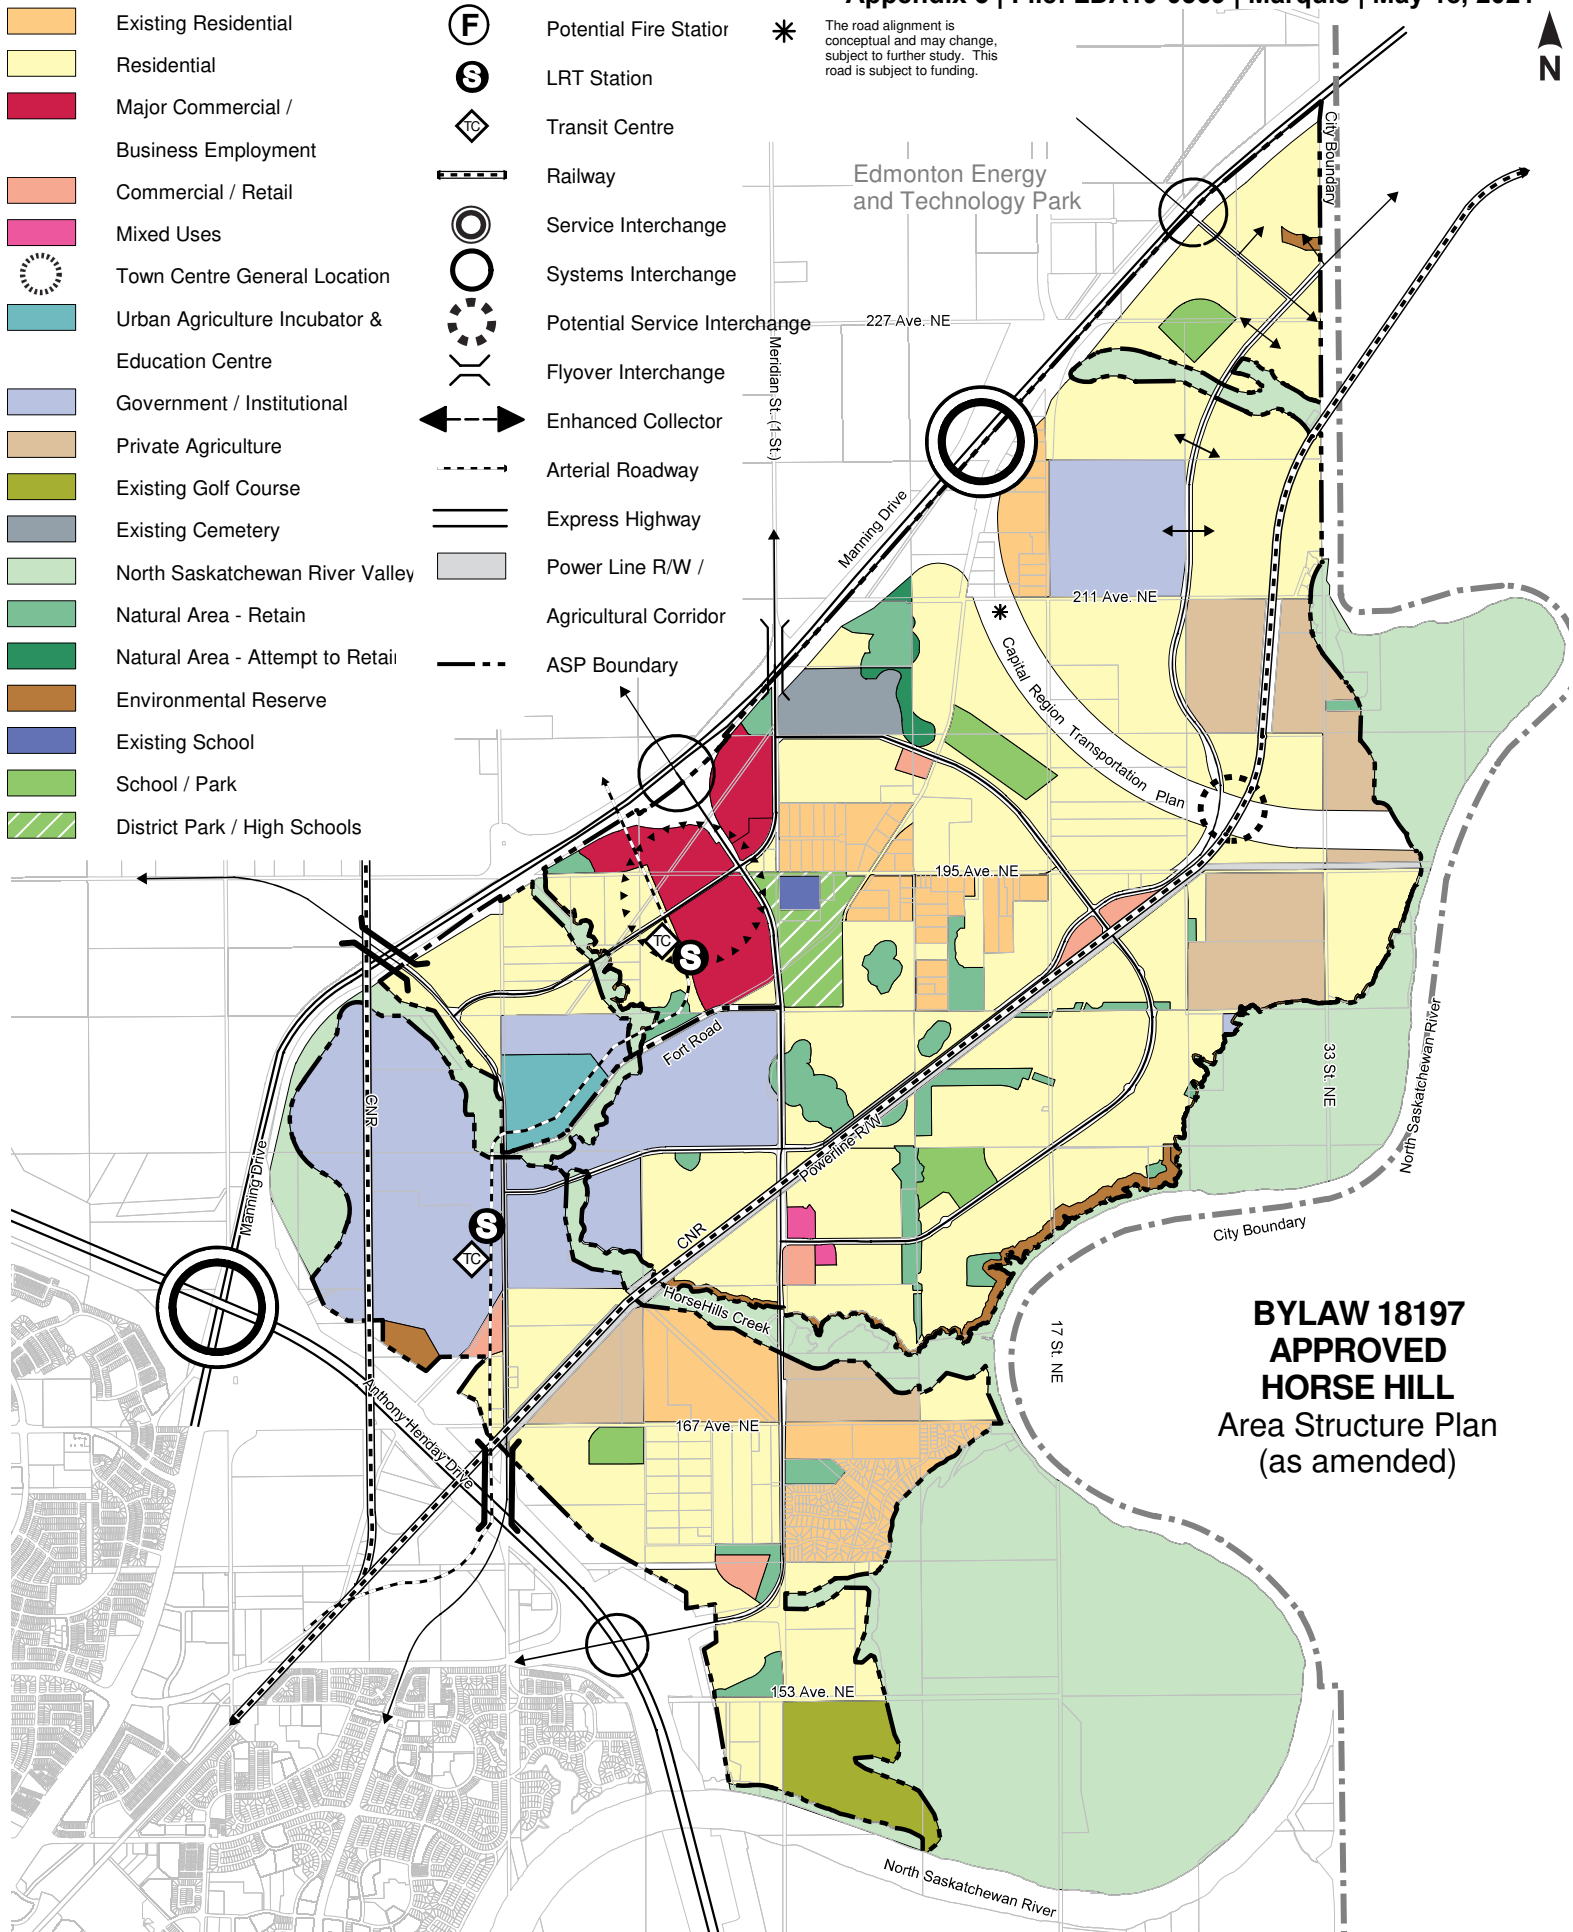 Existing Residential
Residential
Major Commercial /
Business Employment
Commercial / Retail
Mixed Uses
Town Centre General Location
Urban Agriculture Incubator &
Education Centre
Government / Institutional
Private Agriculture
Existing Golf Course
Existing Cemetery
North Saskatchewan River Valley
Natural Area - Retain
Natural Area - Attempt to Retain
Environmental Reserve
Existing School
School / Park
District Park / High Schools
F Potential Fire Station
S LRT Station
TC Transit Centre
Railway
Service Interchange
Systems Interchange
Potential Service Interchange
Flyover Interchange
Enhanced Collector
Arterial Roadway
Express Highway
Power Line R/W /
Agricultural Corridor
ASP Boundary
The road alignment is
conceptual and may change,
subject to further study. This
road is subject to funding.
N
City Boundary
Edmonton Energy
and Technology Park
227 Ave. NE
Meridian St. (1 St.)
Manning Drive
211 Ave. NE
Capital Region Transportation Plan
195 Ave. NE
TC
S
Fort Road
CNR
33 St. NE
North Saskatchewan River
Manning Drive
Powerline R/W
S
TC
CNR
City Boundary
HorseHills Creek
17 St. NE
BYLAW 18197
APPROVED
HORSE HILL
Area Structure Plan
(as amended)
Anthony Henday Drive
167 Ave. NE
153 Ave. NE
North Saskatchewan River